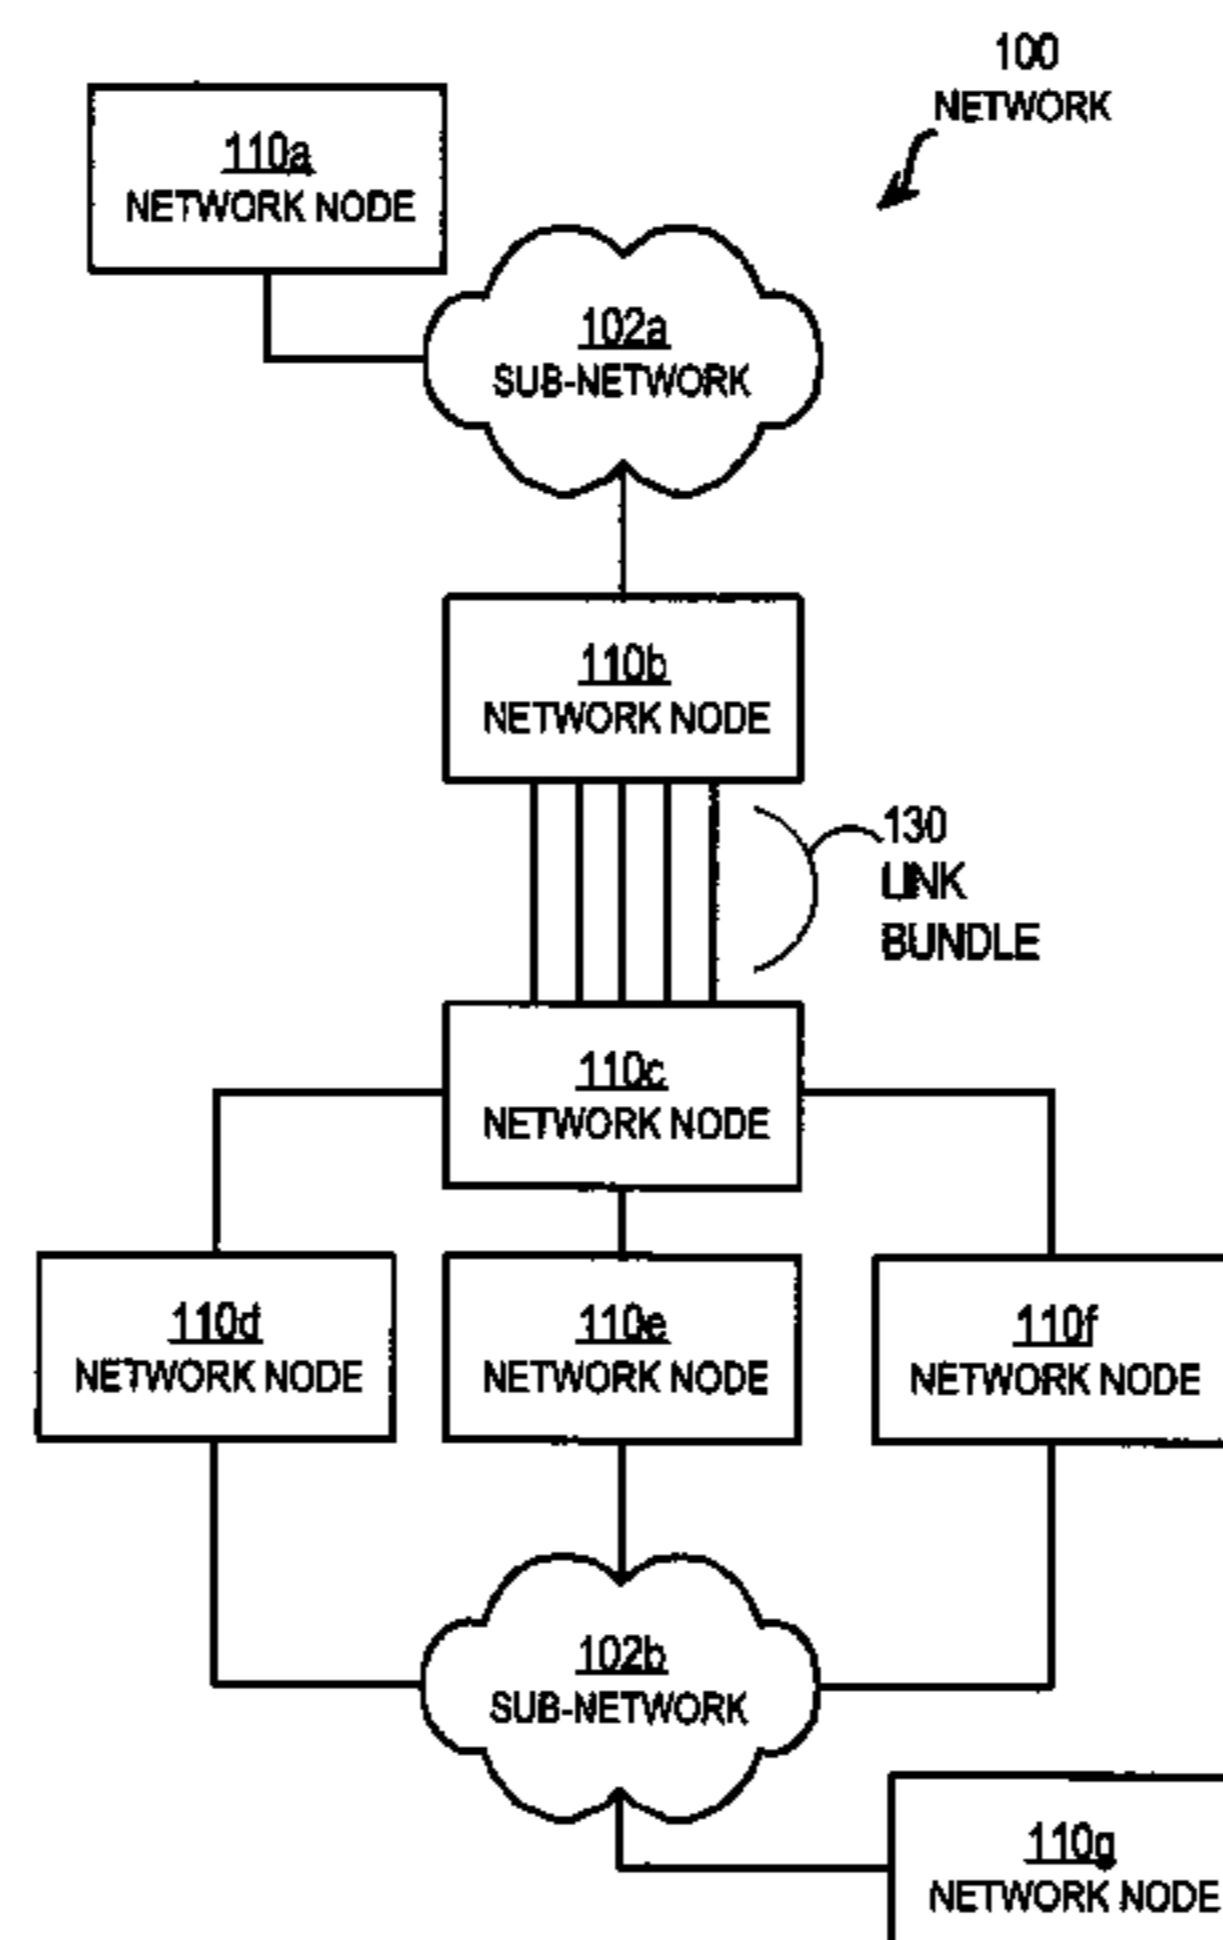 100
NETWORK
110a
NETWORK NODE
102a
SUB-NETWORK
110b
NETWORK NODE
130
LINK
BUNDLE
110c
NETWORK NODE
110d
NETWORK NODE
110e
NETWORK NODE
110f
NETWORK NODE
102b
SUB-NETWORK
110g
NETWORK NODE